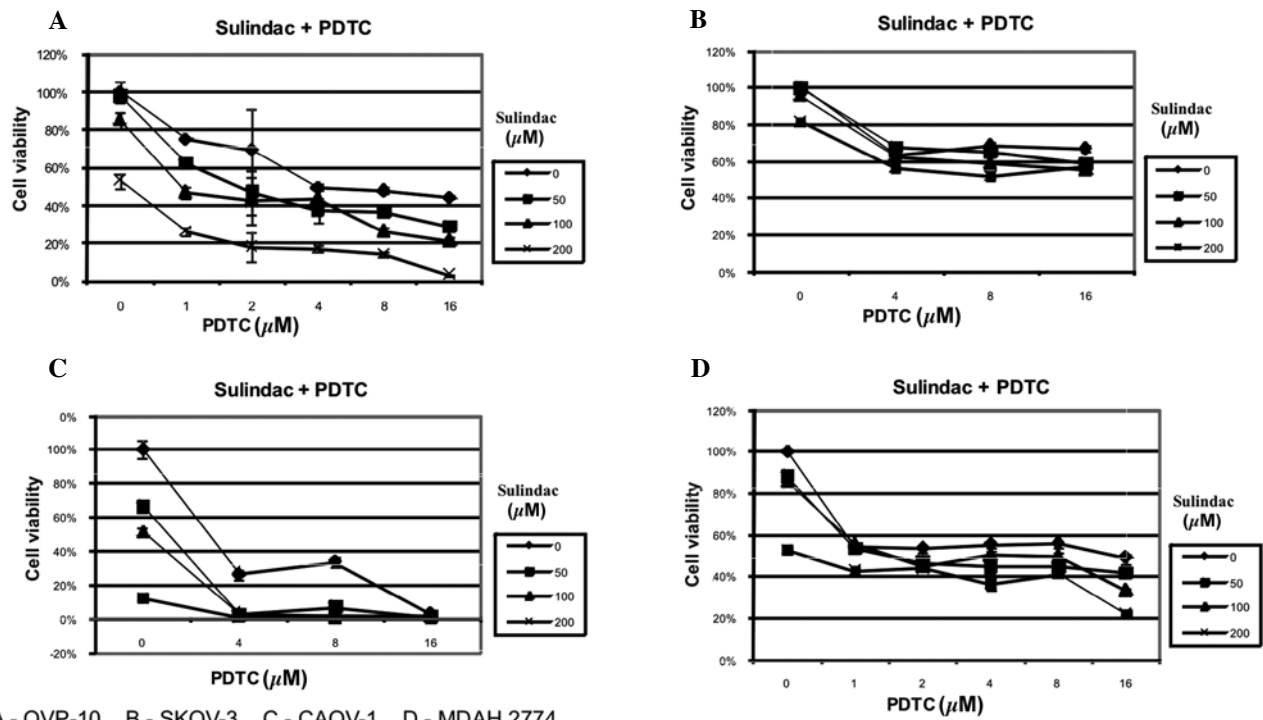 A
Sulindac + PDTC
120%
100%
80%
60%
40%
20%
0%
Cell viability
0 1 2 4 8 16
PDTC (µM)
Sulindac
(µM)
0
50
100
200
B
Sulindac + PDTC
120%
100%
80%
60%
40%
20%
0%
Cell viability
0 4 8 16
PDTC (µM)
Sulindac
(µM)
0
50
100
200
C
Sulindac + PDTC
0%
100%
80%
60%
40%
20%
0%
-20%
Cell viability
0 4 8 16
PDTC (µM)
Sulindac
(µM)
0
50
100
200
D
Sulindac + PDTC
120%
100%
80%
60%
40%
20%
0%
Cell viability
0 1 2 4 8 16
PDTC (µM)
Sulindac
(µM)
0
50
100
200
- OVP-10 B - SKOV-3 C - CAOV-1 D - MDAH 2774